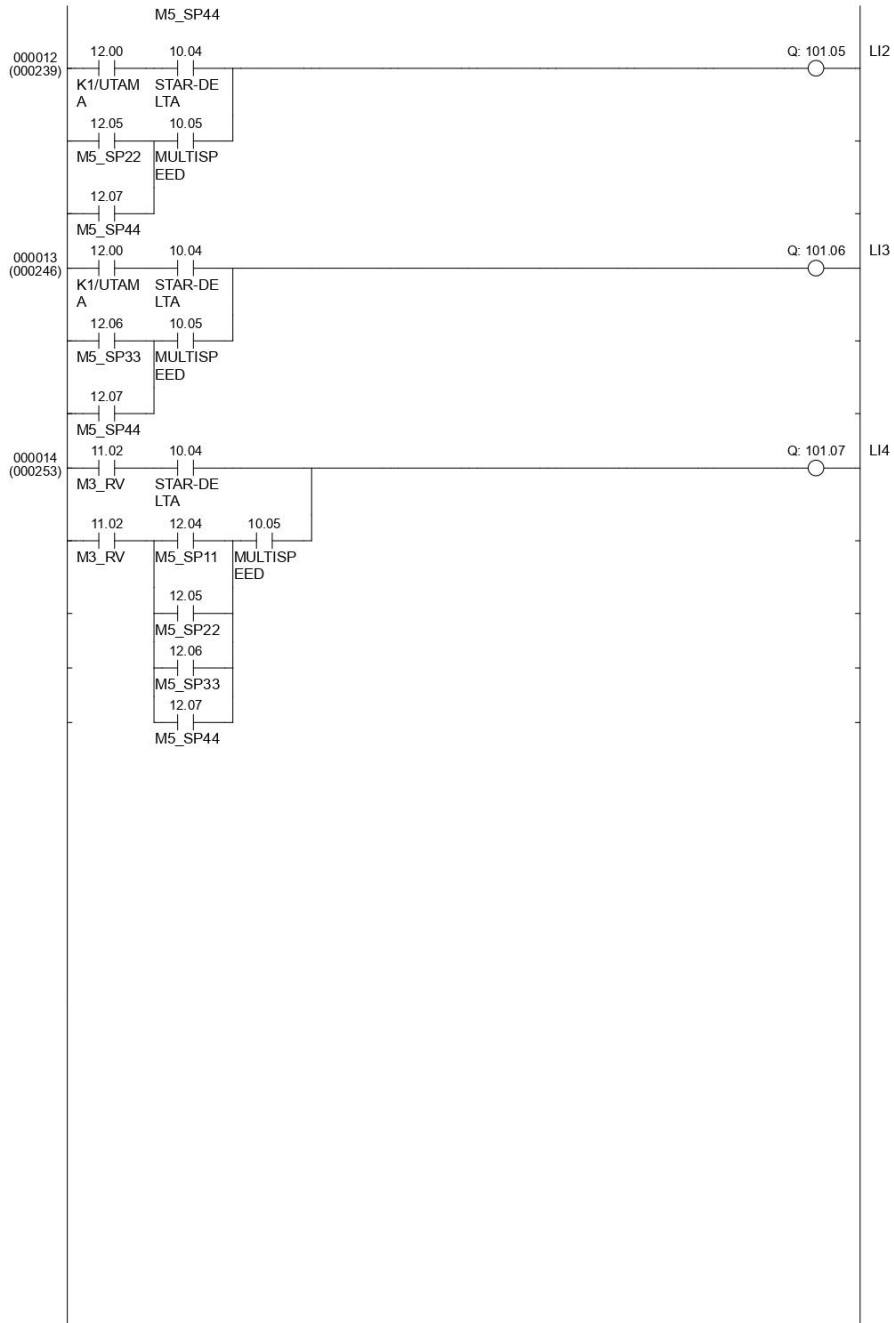 M5_SP44
000012
(000239)
12.00 10.04 Q: 101.05 LI2
K1/UTAM STAR-DE
A LTA
12.05 10.05
M5_SP22 MULTISP
EED
12.07
M5_SP44
000013
(000246)
12.00 10.04 Q: 101.06 LI3
K1/UTAM STAR-DE
A LTA
12.06 10.05
M5_SP33 MULTISP
EED
12.07
M5_SP44
000014
(000253)
11.02 10.04 Q: 101.07 LI4
M3_RV STAR-DE
LTA
11.02 12.04 10.05
M3_RV M5_SP11 MULTISP
EED
12.05
M5_SP22
12.06
M5_SP33
12.07
M5_SP44